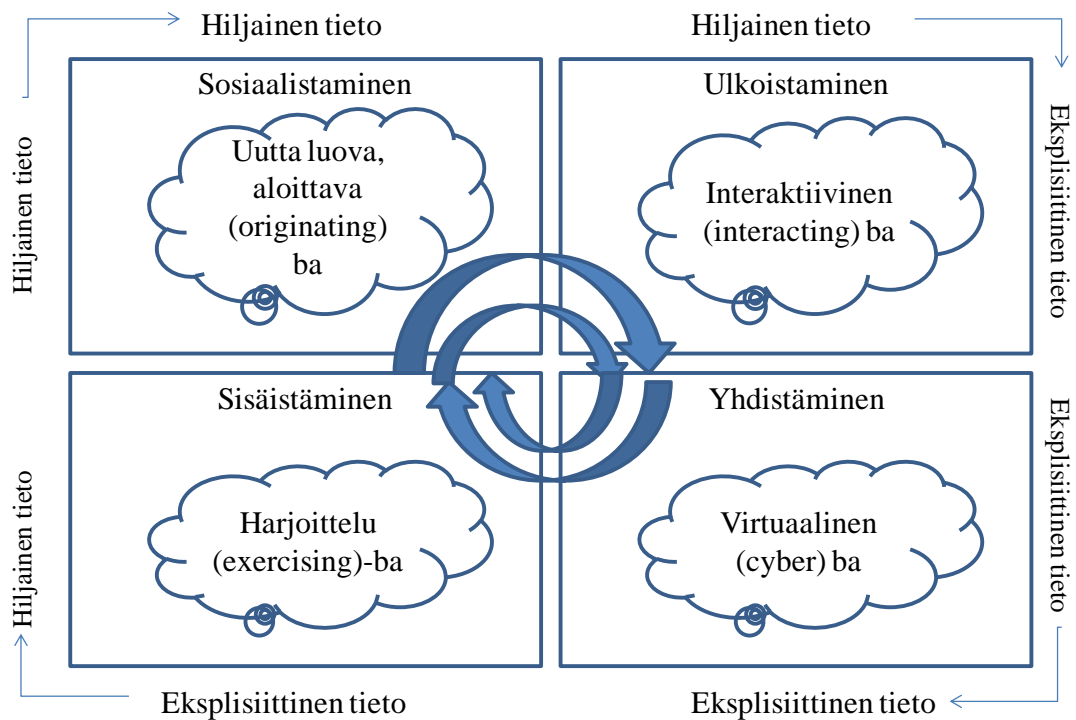 Hiljainen tieto
Hiljainen tieto
Hiljainen tieto
Sosiaalistaminen
Uutta luova,
aloittava
(originating)
ba
Ulkoistaminen
Interaktiivinen
(interacting) ba
Eksplisiittinen tieto
Hiljainen tieto
Sisäistäminen
Harjoittelu
(exercising)-ba
Yhdistäminen
Virtuaalinen
(cyber) ba
Eksplisiittinen tieto
Eksplisiittinen tieto
Eksplisiittinen tieto